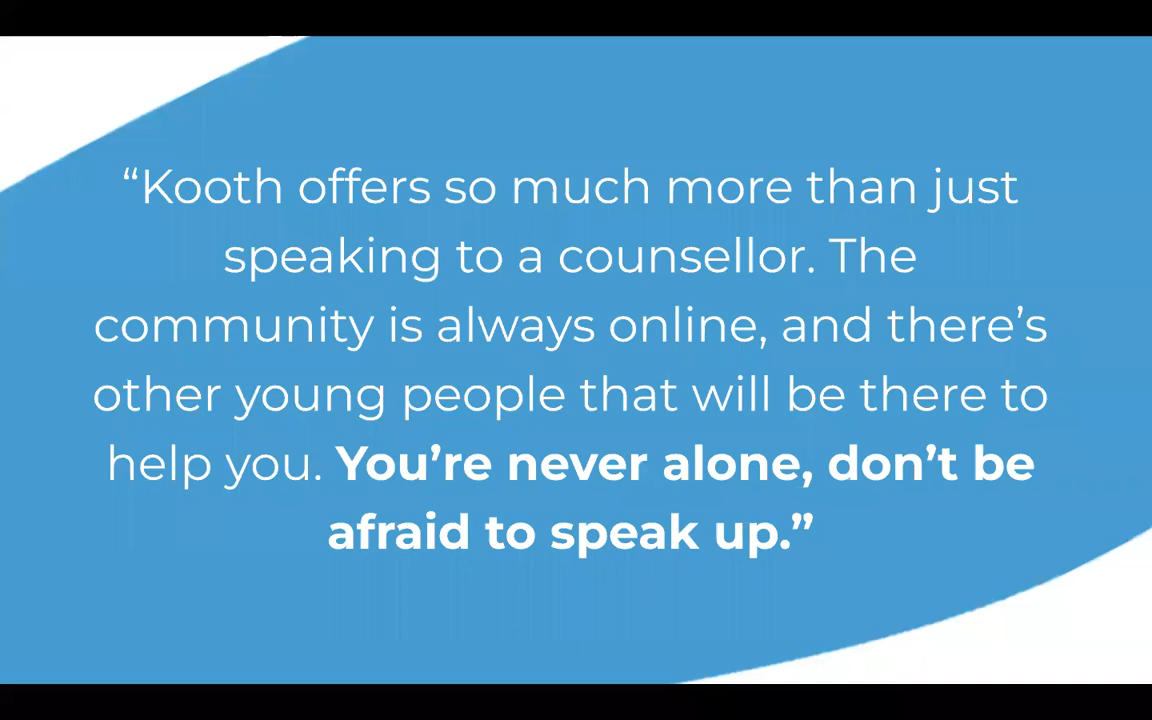 “Kooth offers so much more than just
speaking to a counsellor. The
community is always online, and there’s
other young people that will be there to
help you. You’re never alone, don’t be
afraid to speak up.”